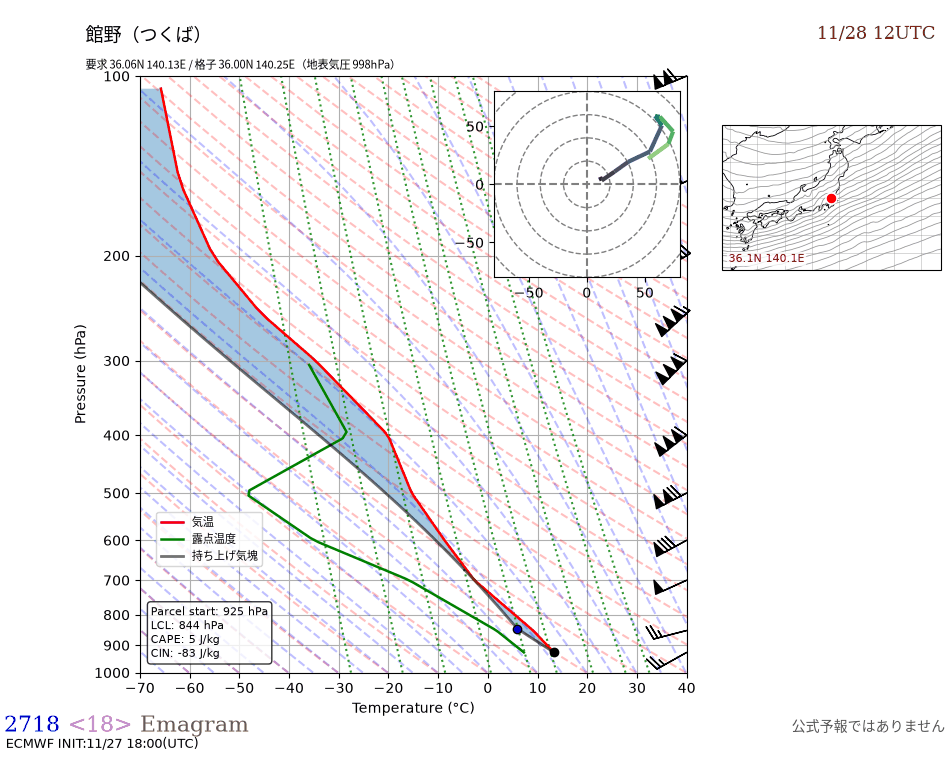 館野（つくば）
11/28 12UTC
要求 36.06N 140.13E / 格子 36.00N 140.25E（地表気圧 998hPa）
100
200
300
400
500
600
700
800
900
1000
Pressure (hPa)
50
0
−50
−50 0 50
36.1N 140.1E
気温
露点温度
持ち上げ気塊
Parcel start: 925 hPa
LCL: 844 hPa
CAPE: 5 J/kg
CIN: -83 J/kg
−70 −60 −50 −40 −30 −20 −10 0 10 20 30 40
Temperature (°C)
2718 <18> Emagram
公式予報ではありません
ECMWF INIT:11/27 18:00(UTC)